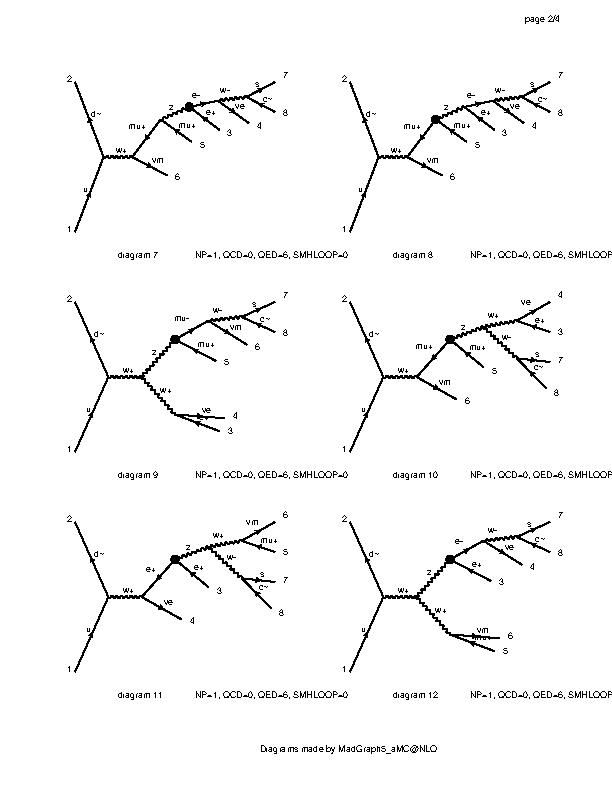 page 2/4
2
d~
u
1
w+
mu+
vm
6
z
mu+
5
e-
e+
3
w-
ve
4
s
7
c~
8
diagram 7 NP=1, QCD=0, QED=6, SMHLOOP=0
2
d~
u
1
w+
mu+
vm
6
z
mu+
5
e-
e+
3
w-
ve
4
s
7
c~
8
diagram 8 NP=1, QCD=0, QED=6, SMHLOOP
2
d~
u
1
w+
z
mu-
mu+
5
w-
vm
6
s
7
c~
8
w+
ve
4
3
diagram 9 NP=1, QCD=0, QED=6, SMHLOOP=0
2
d~
u
1
w+
mu+
vm
6
z
mu+
5
w+
ve
4
e+
3
w-
s
7
c~
8
diagram 10 NP=1, QCD=0, QED=6, SMHLOOP
2
d~
u
1
w+
e+
ve
4
z
e+
3
w+
vm
6
mu+
5
w-
s
7
c~
8
diagram 11 NP=1, QCD=0, QED=6, SMHLOOP=0
2
d~
u
1
w+
z
e-
e+
3
w-
ve
4
s
7
c~
8
w+
vm
6
mu+
5
diagram 12 NP=1, QCD=0, QED=6, SMHLOOP
Diagrams made by MadGraph5_aMC@NLO